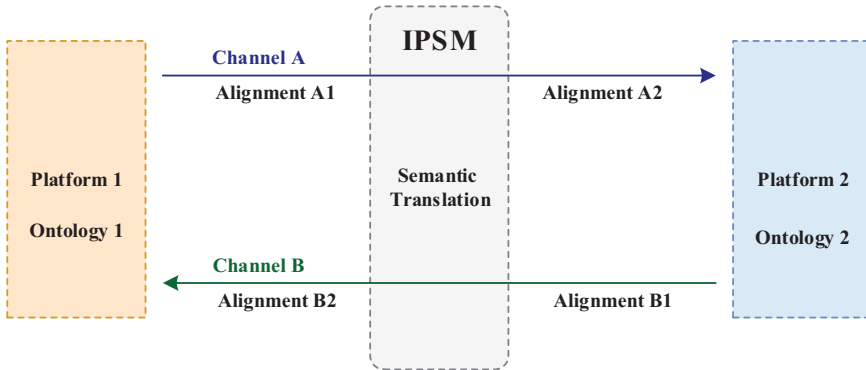 IPSM
Channel A
Alignment A1
Alignment A2
Platform 1
Ontology 1
Semantic
Translation
Platform 2
Ontology 2
Channel B
Alignment B2
Alignment B1